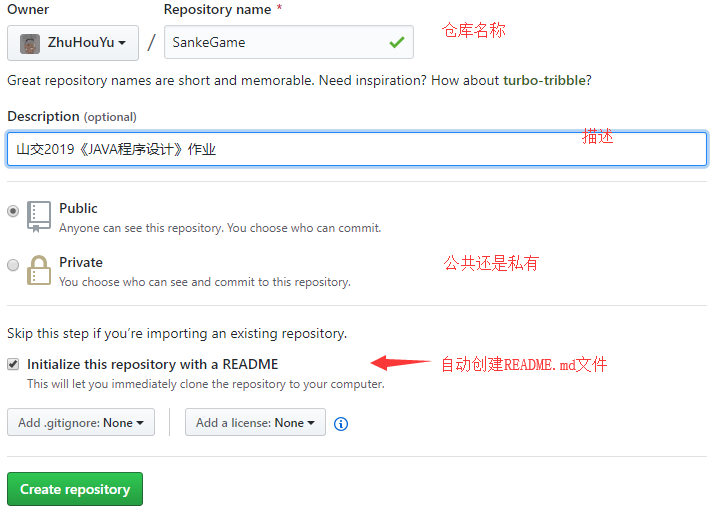 Owner
Repository name *
仓库名称
ZhuHouYu / SankeGame
Great repository names are short and memorable. Need inspiration? How about turbo-tribble?
Description (optional)
描述
山交2019《JAVA程序设计》作业
Public
Anyone can see this repository. You choose who can commit.
Private
公共还是私有
You choose who can see and commit to this repository.
Skip this step if you’re importing an existing repository.
Initialize this repository with a README
自动创建README.md文件
This will let you immediately clone the repository to your computer.
Add .gitignore: None
Add a license: None
Create repository